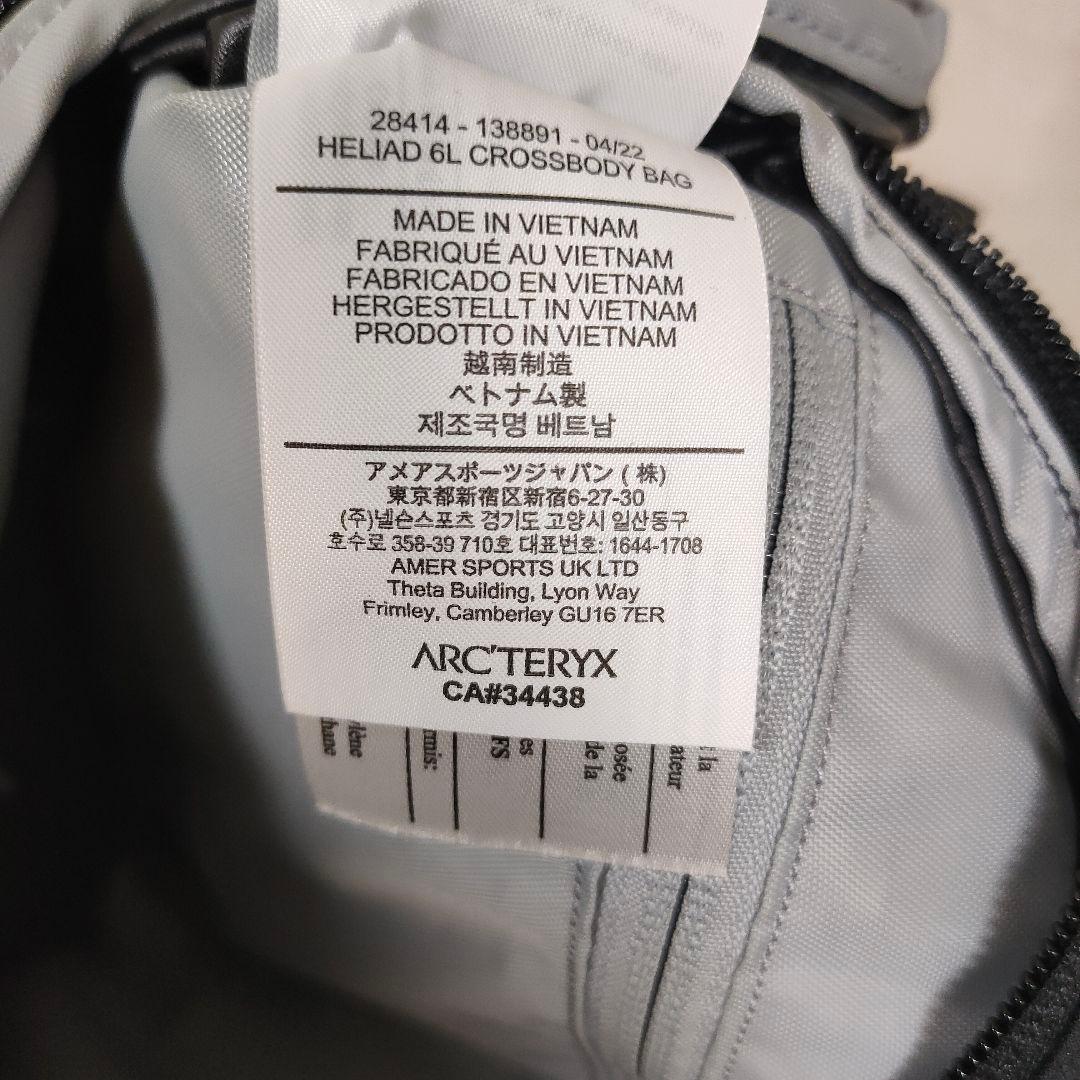 28414 - 138891 - 04/22
HELIAD 6L CROSSBODY BAG
MADE IN VIETNAM
FABRIQUÉ AU VIETNAM
FABRICADO EN VIETNAM
HERGESTELLT IN VIETNAM
PRODOTTO IN VIETNAM
越南制造
ベトナム製
제조국명 베트남
アメアスポーツジャパン ( 株)
東京都新宿区新宿6-27-30
(주)넬슨스포츠 경기도 고양시 일산동구
호수로 358-39 710호 대표번호: 1644-1708
AMER SPORTS UK LTD
Theta Building, Lyon Way
Frimley, Camberley GU16 7ER
ARC'TERYX
CA#34438
de la
la